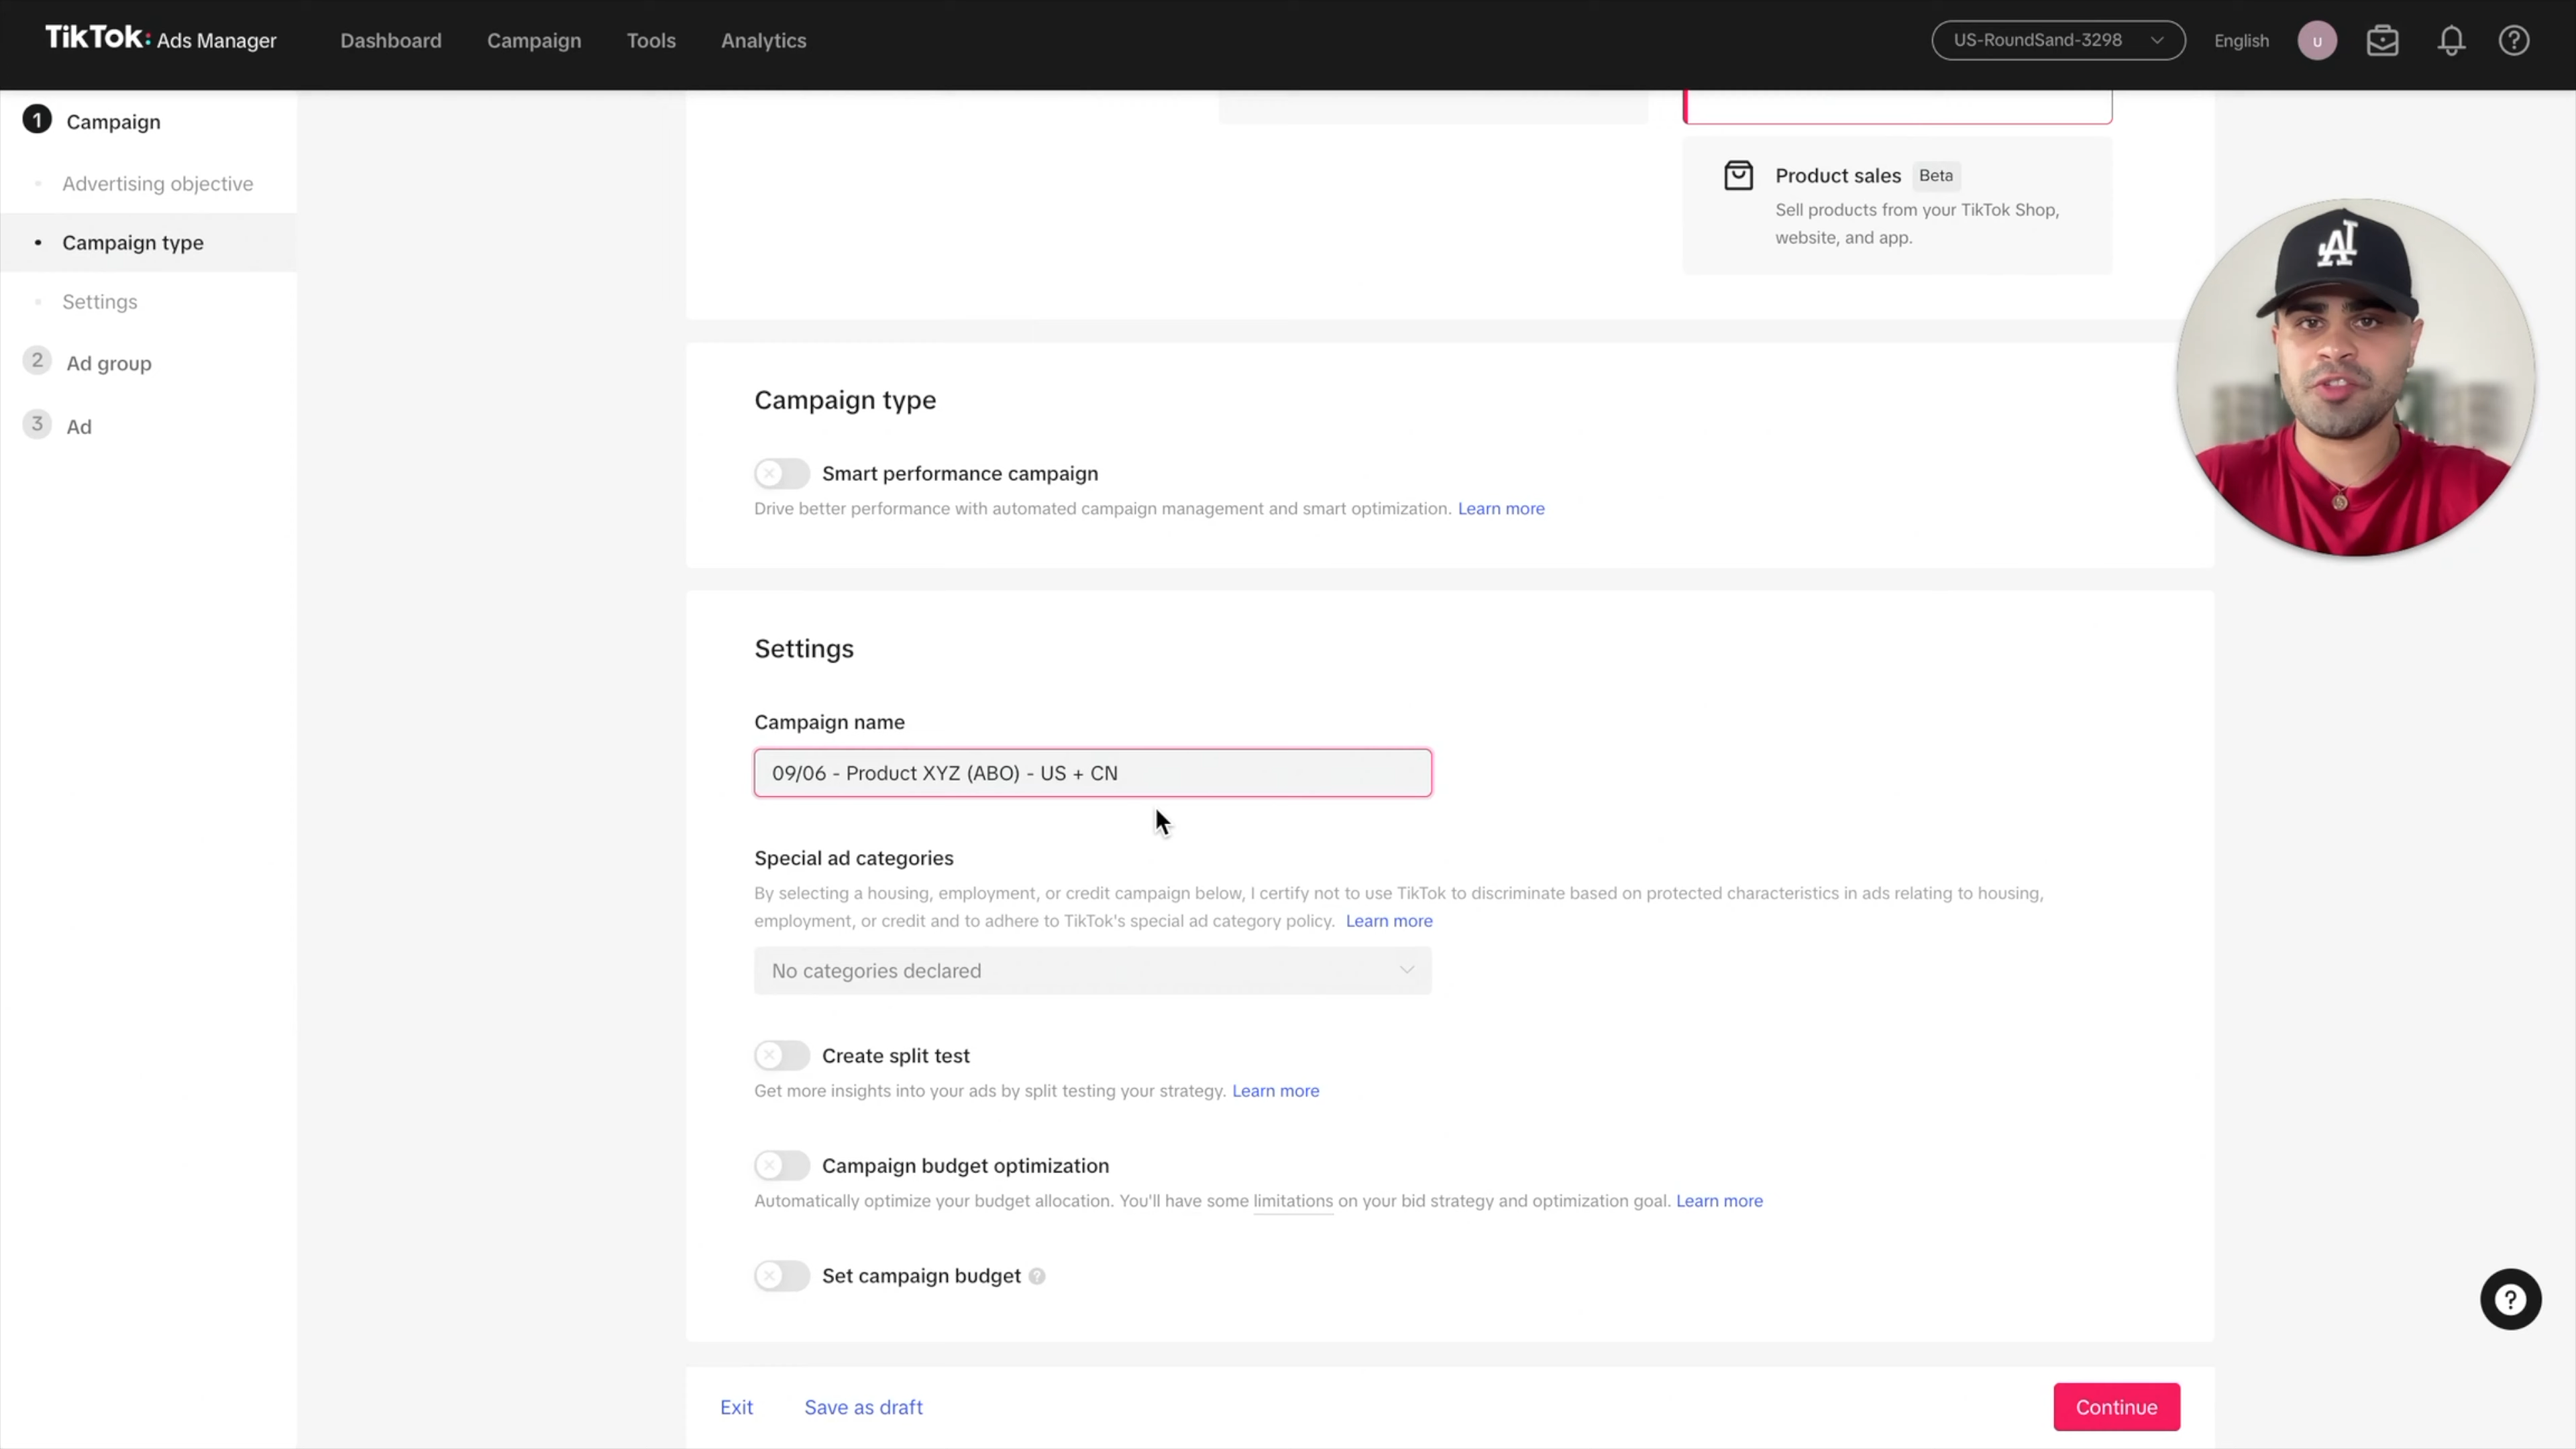 TikTok: Ads Manager
Dashboard
Campaign
Tools
Analytics
US-RoundSand-3298
English
U
1 Campaign
Advertising objective
Campaign type
Settings
2 Ad group
3 Ad
Product sales Beta
Sell products from your TikTok Shop,
website, and app.
Campaign type
Smart performance campaign
Drive better performance with automated campaign management and smart optimization. Learn more
Settings
Campaign name
09/06 - Product XYZ (ABO) - US + CN
Special ad categories
By selecting a housing, employment, or credit campaign below, I certify not to use TikTok to discriminate based on protected characteristics in ads relating to housing,
employment, or credit and to adhere to TikTok's special ad category policy. Learn more
No categories declared
Create split test
Get more insights into your ads by split testing your strategy. Learn more
Campaign budget optimization
Automatically optimize your budget allocation. You'll have some limitations on your bid strategy and optimization goal. Learn more
Set campaign budget ?
Exit
Save as draft
Continue
?